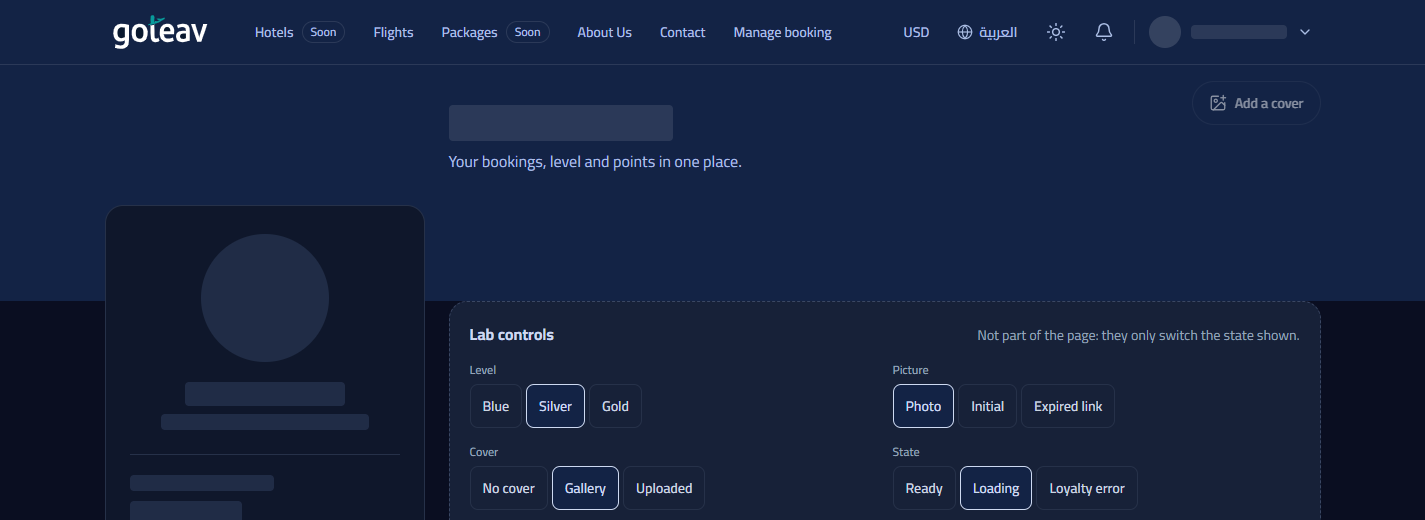 goteav Hotels Soon Flights Packages Soon About Us Contact Manage booking USD العربية
Add a cover
Your bookings, level and points in one place.
Lab controls Not part of the page: they only switch the state shown.
Level Picture
Blue Silver Gold Photo Initial Expired link
Cover State
No cover Gallery Uploaded Ready Loading Loyalty error